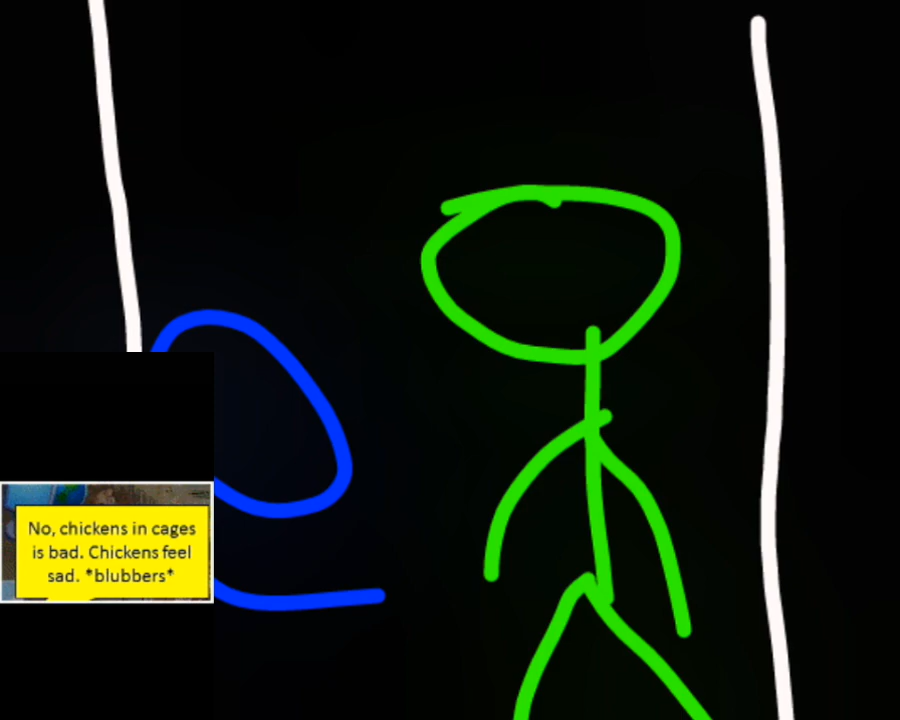 No, chickens in cages
is bad. Chickens feel
sad. *blubbers*